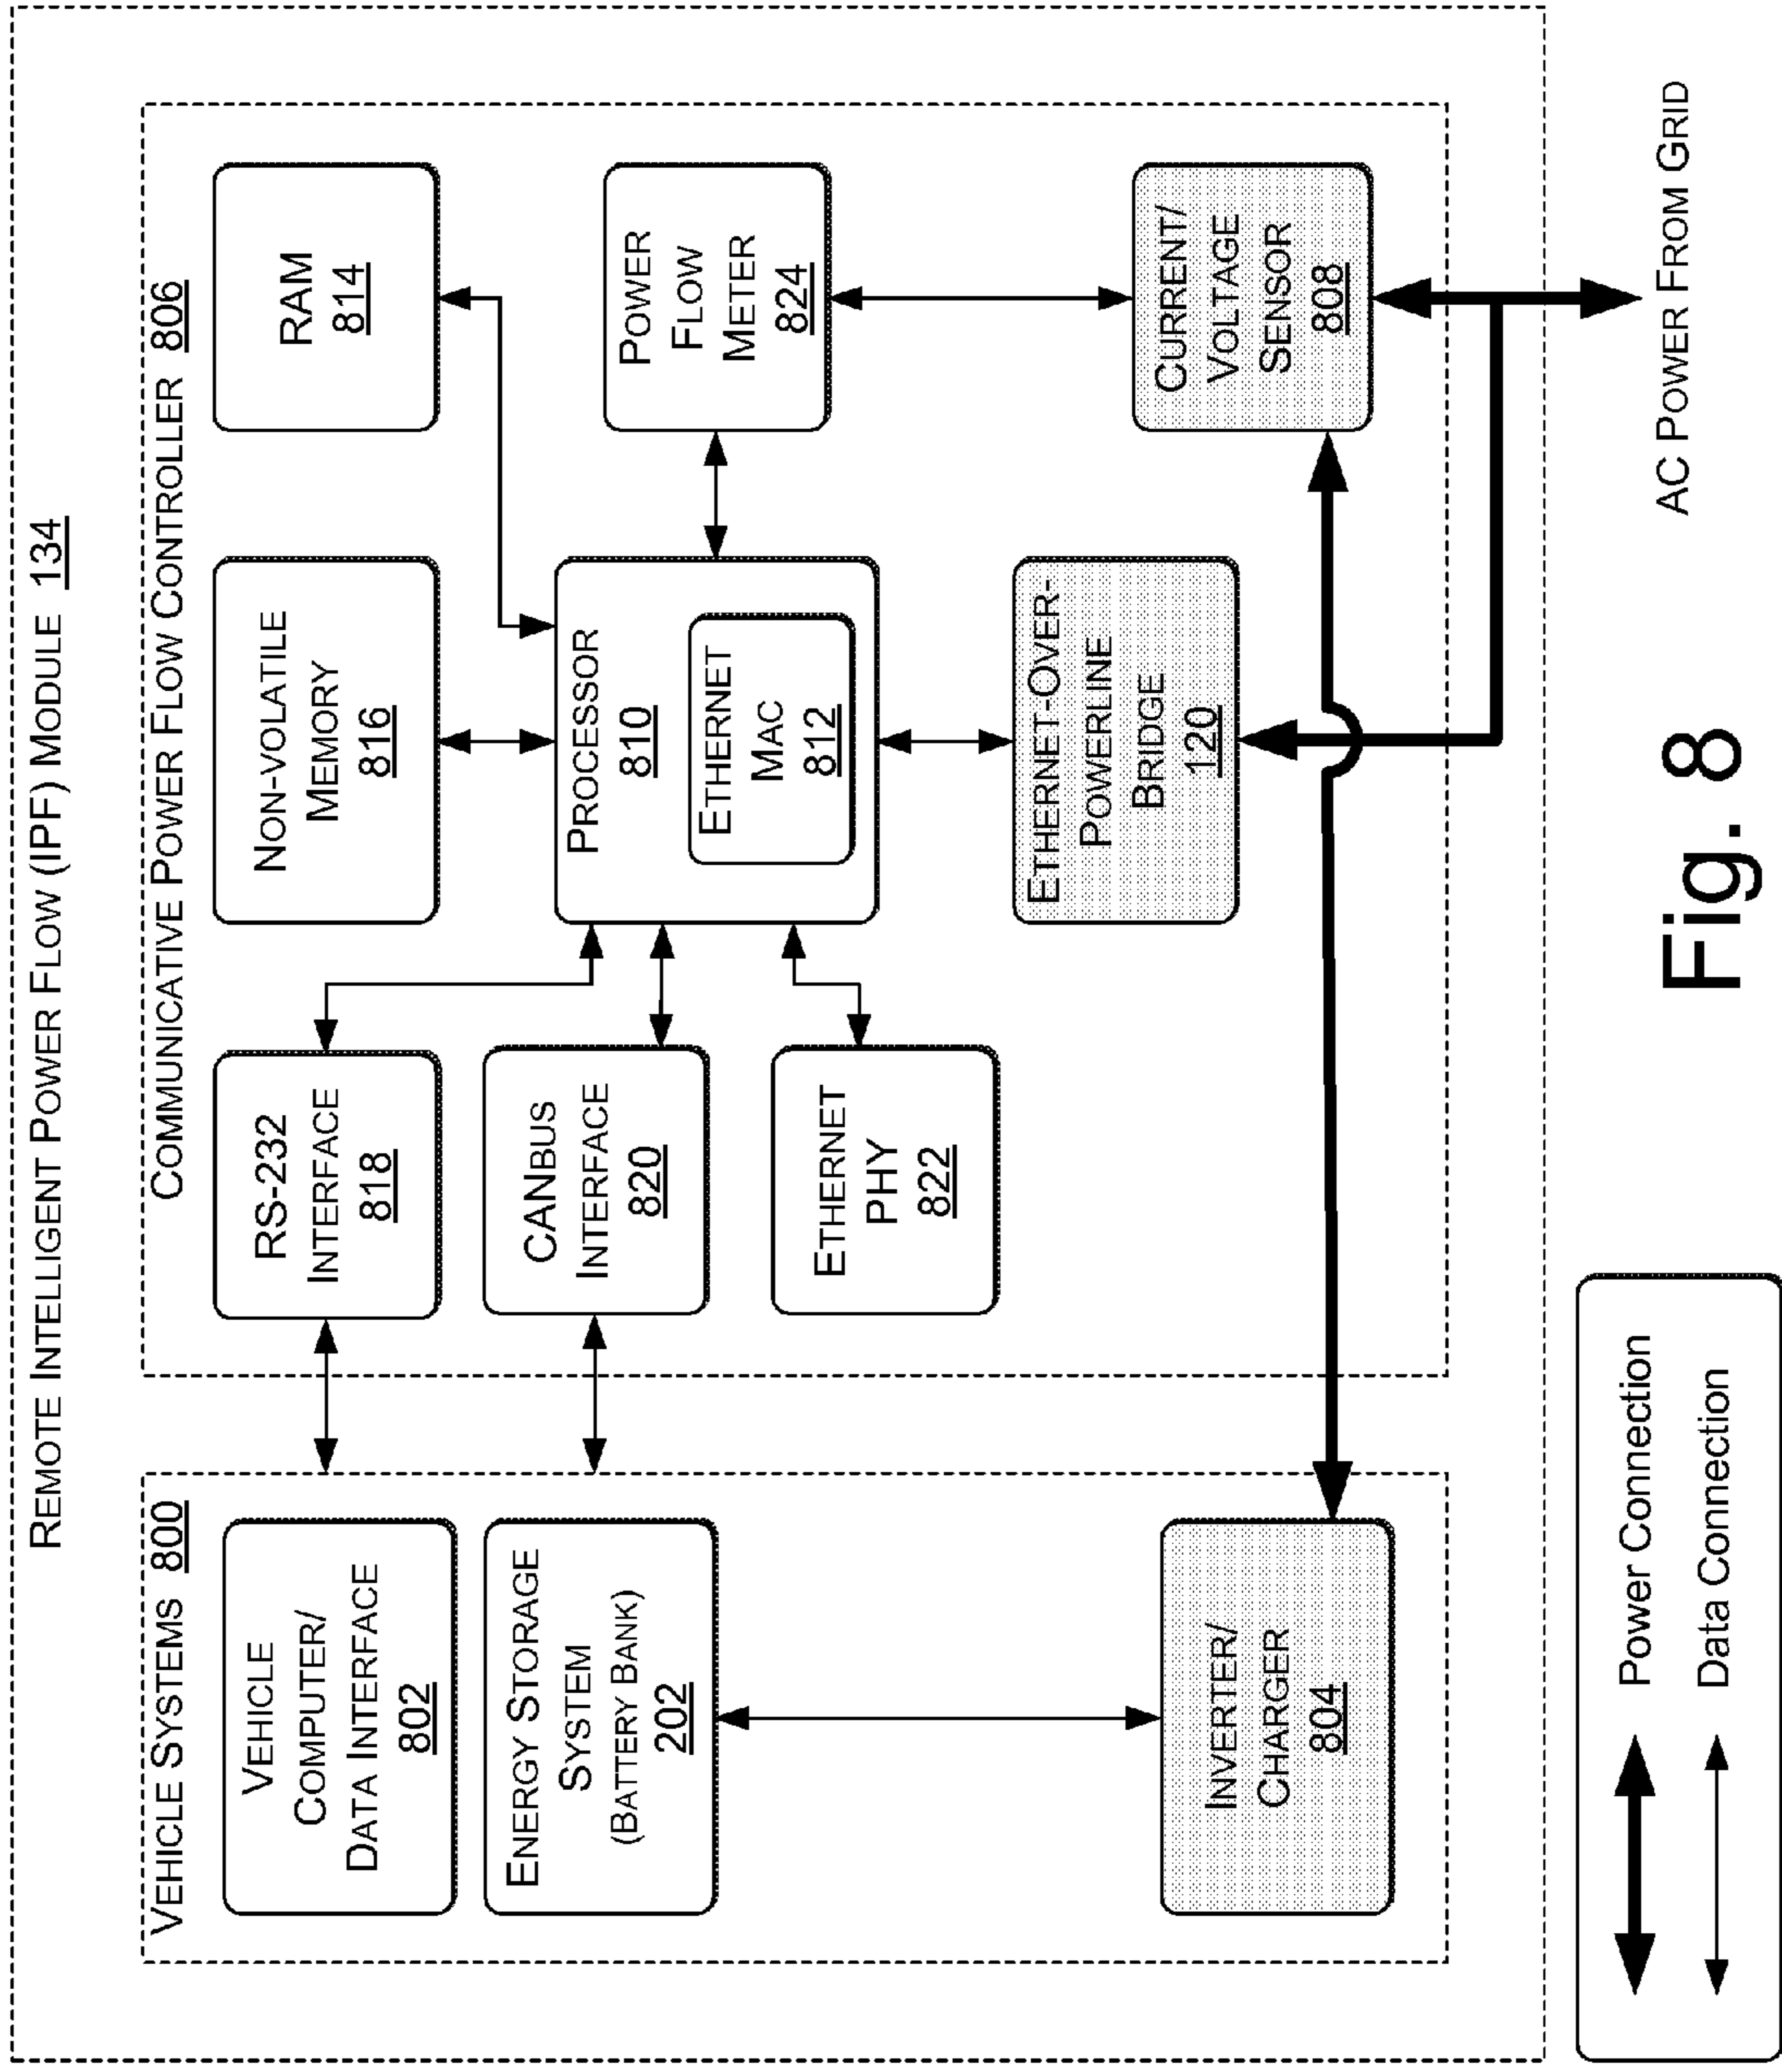 REMOTE INTELLIGENT POWER FLOW (IPF) MODULE 134
VEHICLE SYSTEMS 800
VEHICLE
COMPUTER/
DATA INTERFACE
802
ENERGY STORAGE
SYSTEM
(BATTERY BANK)
202
INVERTER/
CHARGER
804
COMMUNICATIVE POWER FLOW CONTROLLER 806
RS-232
INTERFACE
818
CANBUS
INTERFACE
820
ETHERNET
PHY
822
NON-VOLATILE
MEMORY
816
PROCESSOR
810
ETHERNET
MAC
812
ETHERNET-OVER-
POWERLINE
BRIDGE
120
RAM
814
POWER
FLOW
METER
824
CURRENT/
VOLTAGE
SENSOR
808
AC POWER FROM GRID
Power Connection
Data Connection
Fig. 8